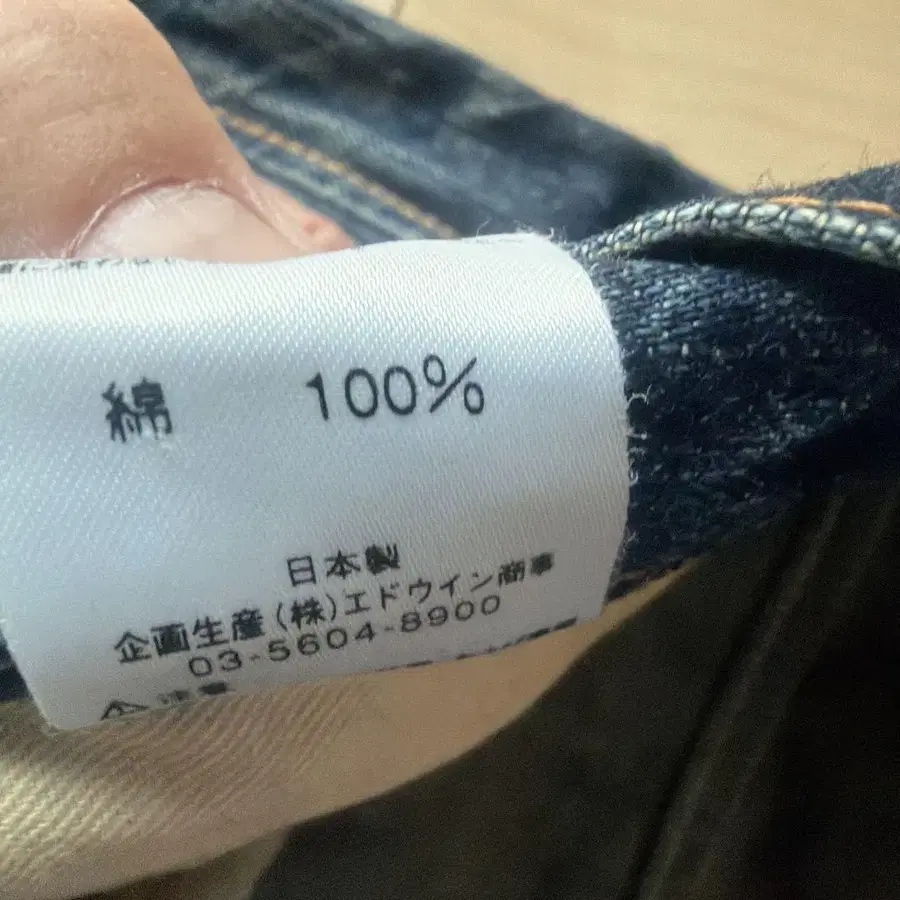 綿 100%
日本製
企画生産(株)エドウイン商事
03-5604-8900